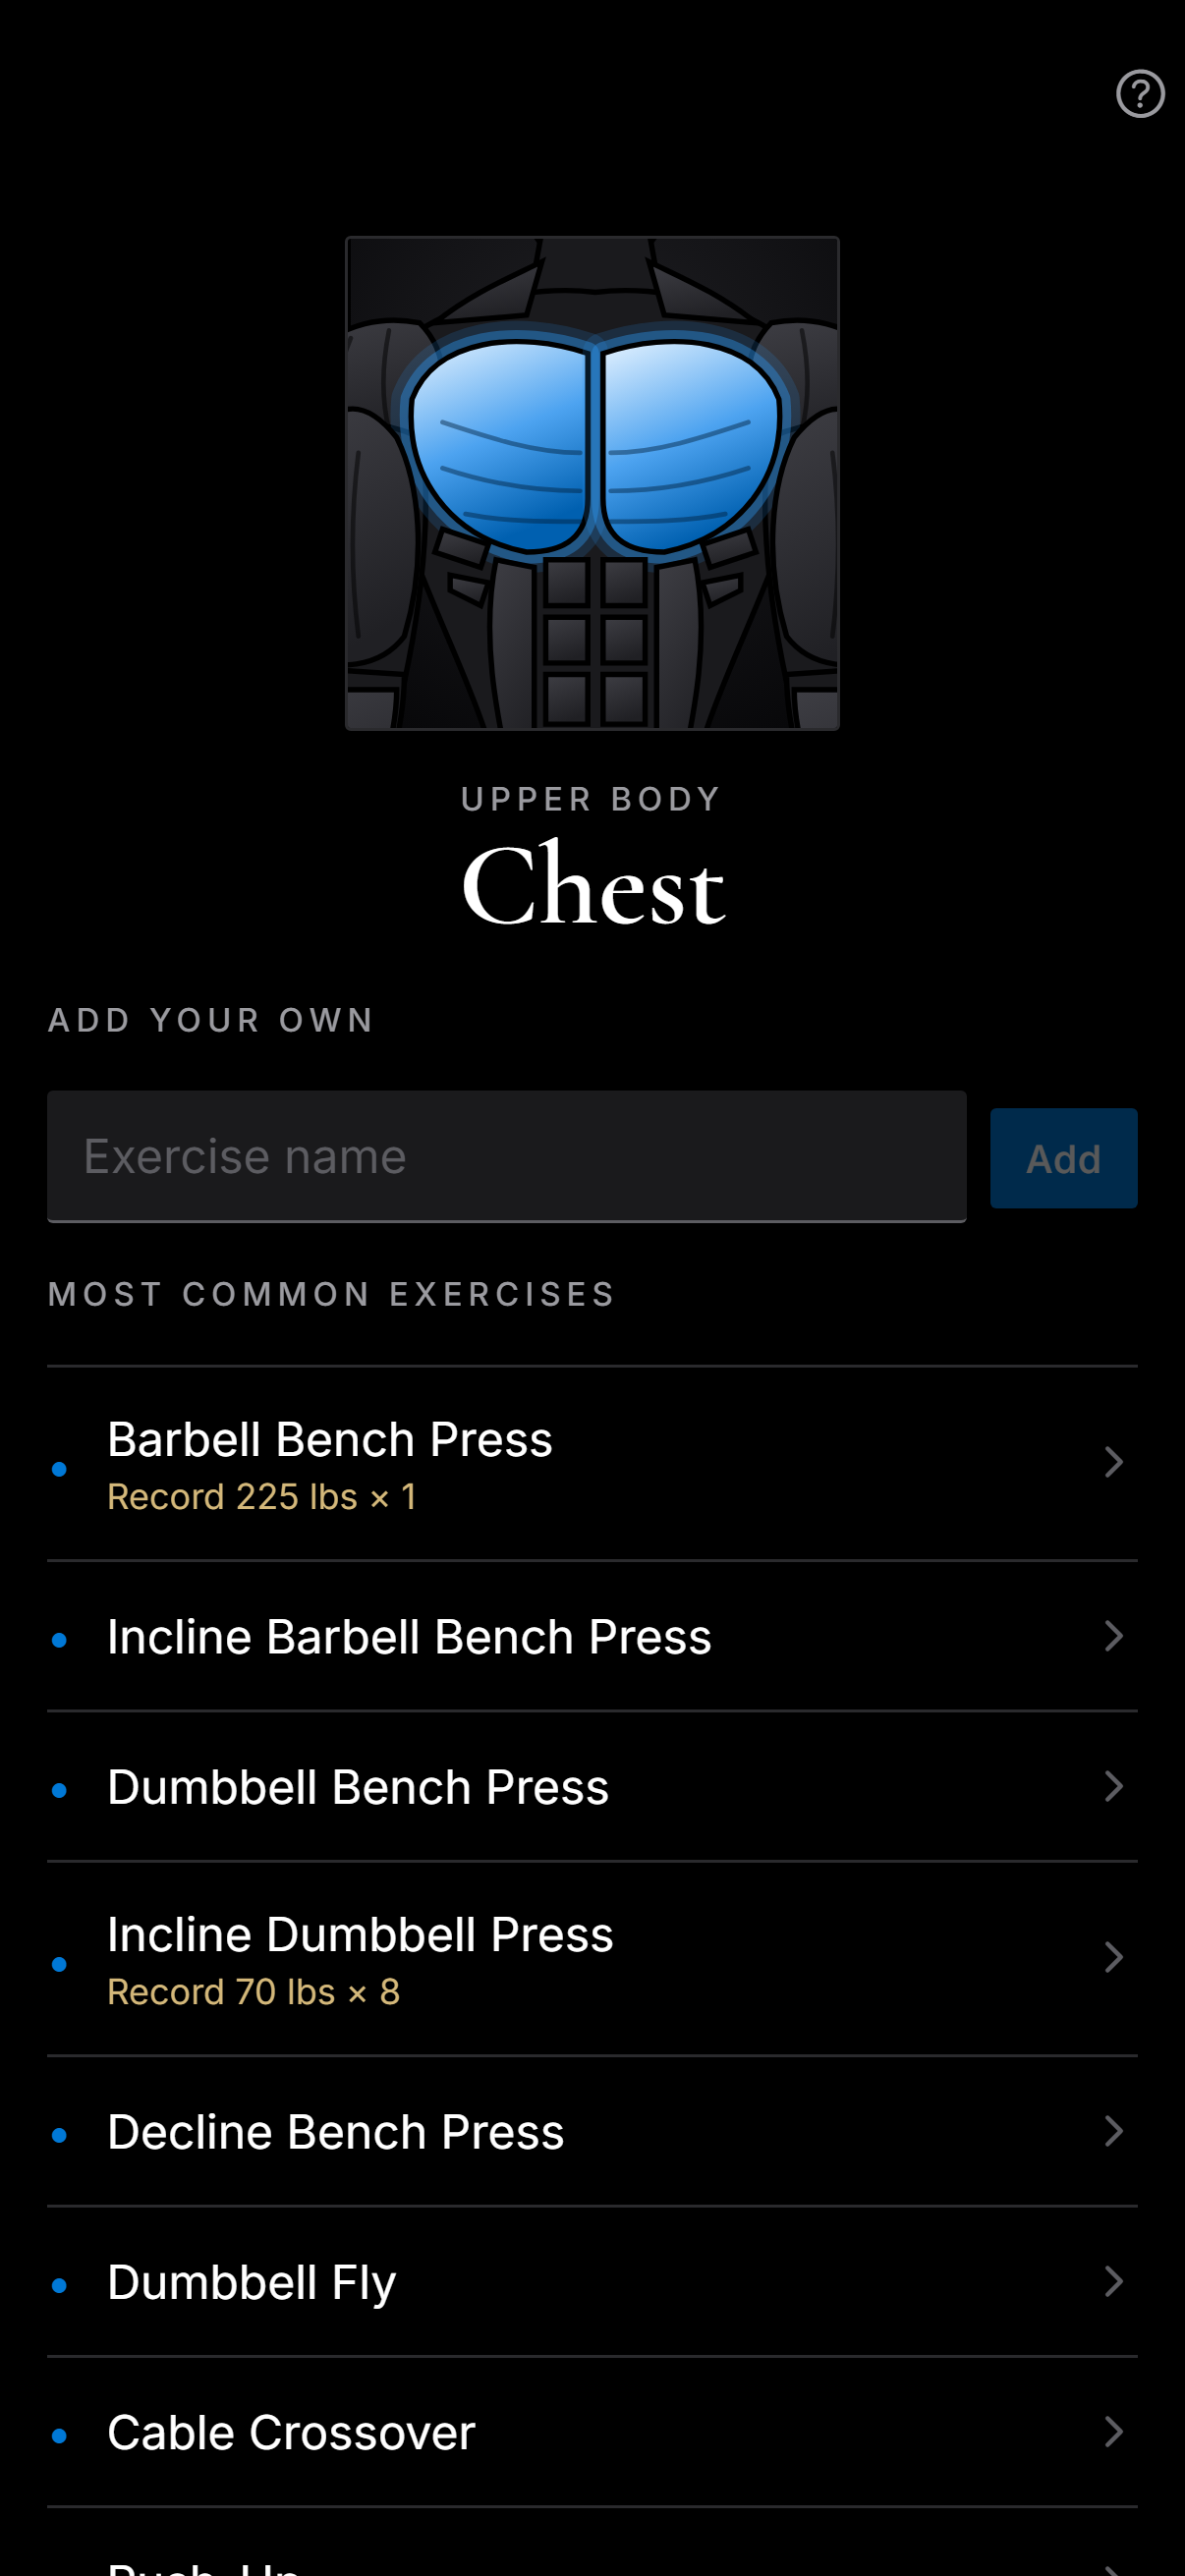 UPPER BODY
Chest
ADD YOUR OWN
Exercise name
Add
MOST COMMON EXERCISES
Barbell Bench Press
Record 225 lbs × 1
Incline Barbell Bench Press
Dumbbell Bench Press
Incline Dumbbell Press
Record 70 lbs × 8
Decline Bench Press
Dumbbell Fly
Cable Crossover
Push-Up